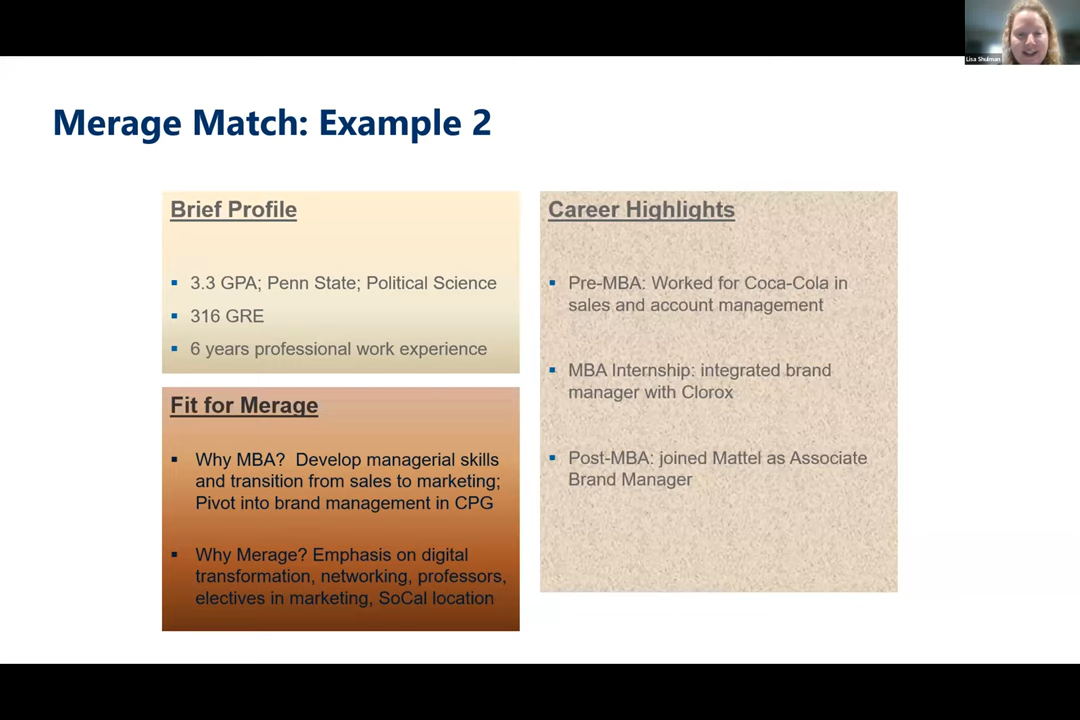 Lisa Shulman
Merage Match: Example 2
Brief Profile
▪ 3.3 GPA; Penn State; Political Science
▪ 316 GRE
▪ 6 years professional work experience
Fit for Merage
▪ Why MBA? Develop managerial skills
and transition from sales to marketing;
Pivot into brand management in CPG
▪ Why Merage? Emphasis on digital
transformation, networking, professors,
electives in marketing, SoCal location
Career Highlights
▪ Pre-MBA: Worked for Coca-Cola in
sales and account management
▪ MBA Internship: integrated brand
manager with Clorox
▪ Post-MBA: joined Mattel as Associate
Brand Manager